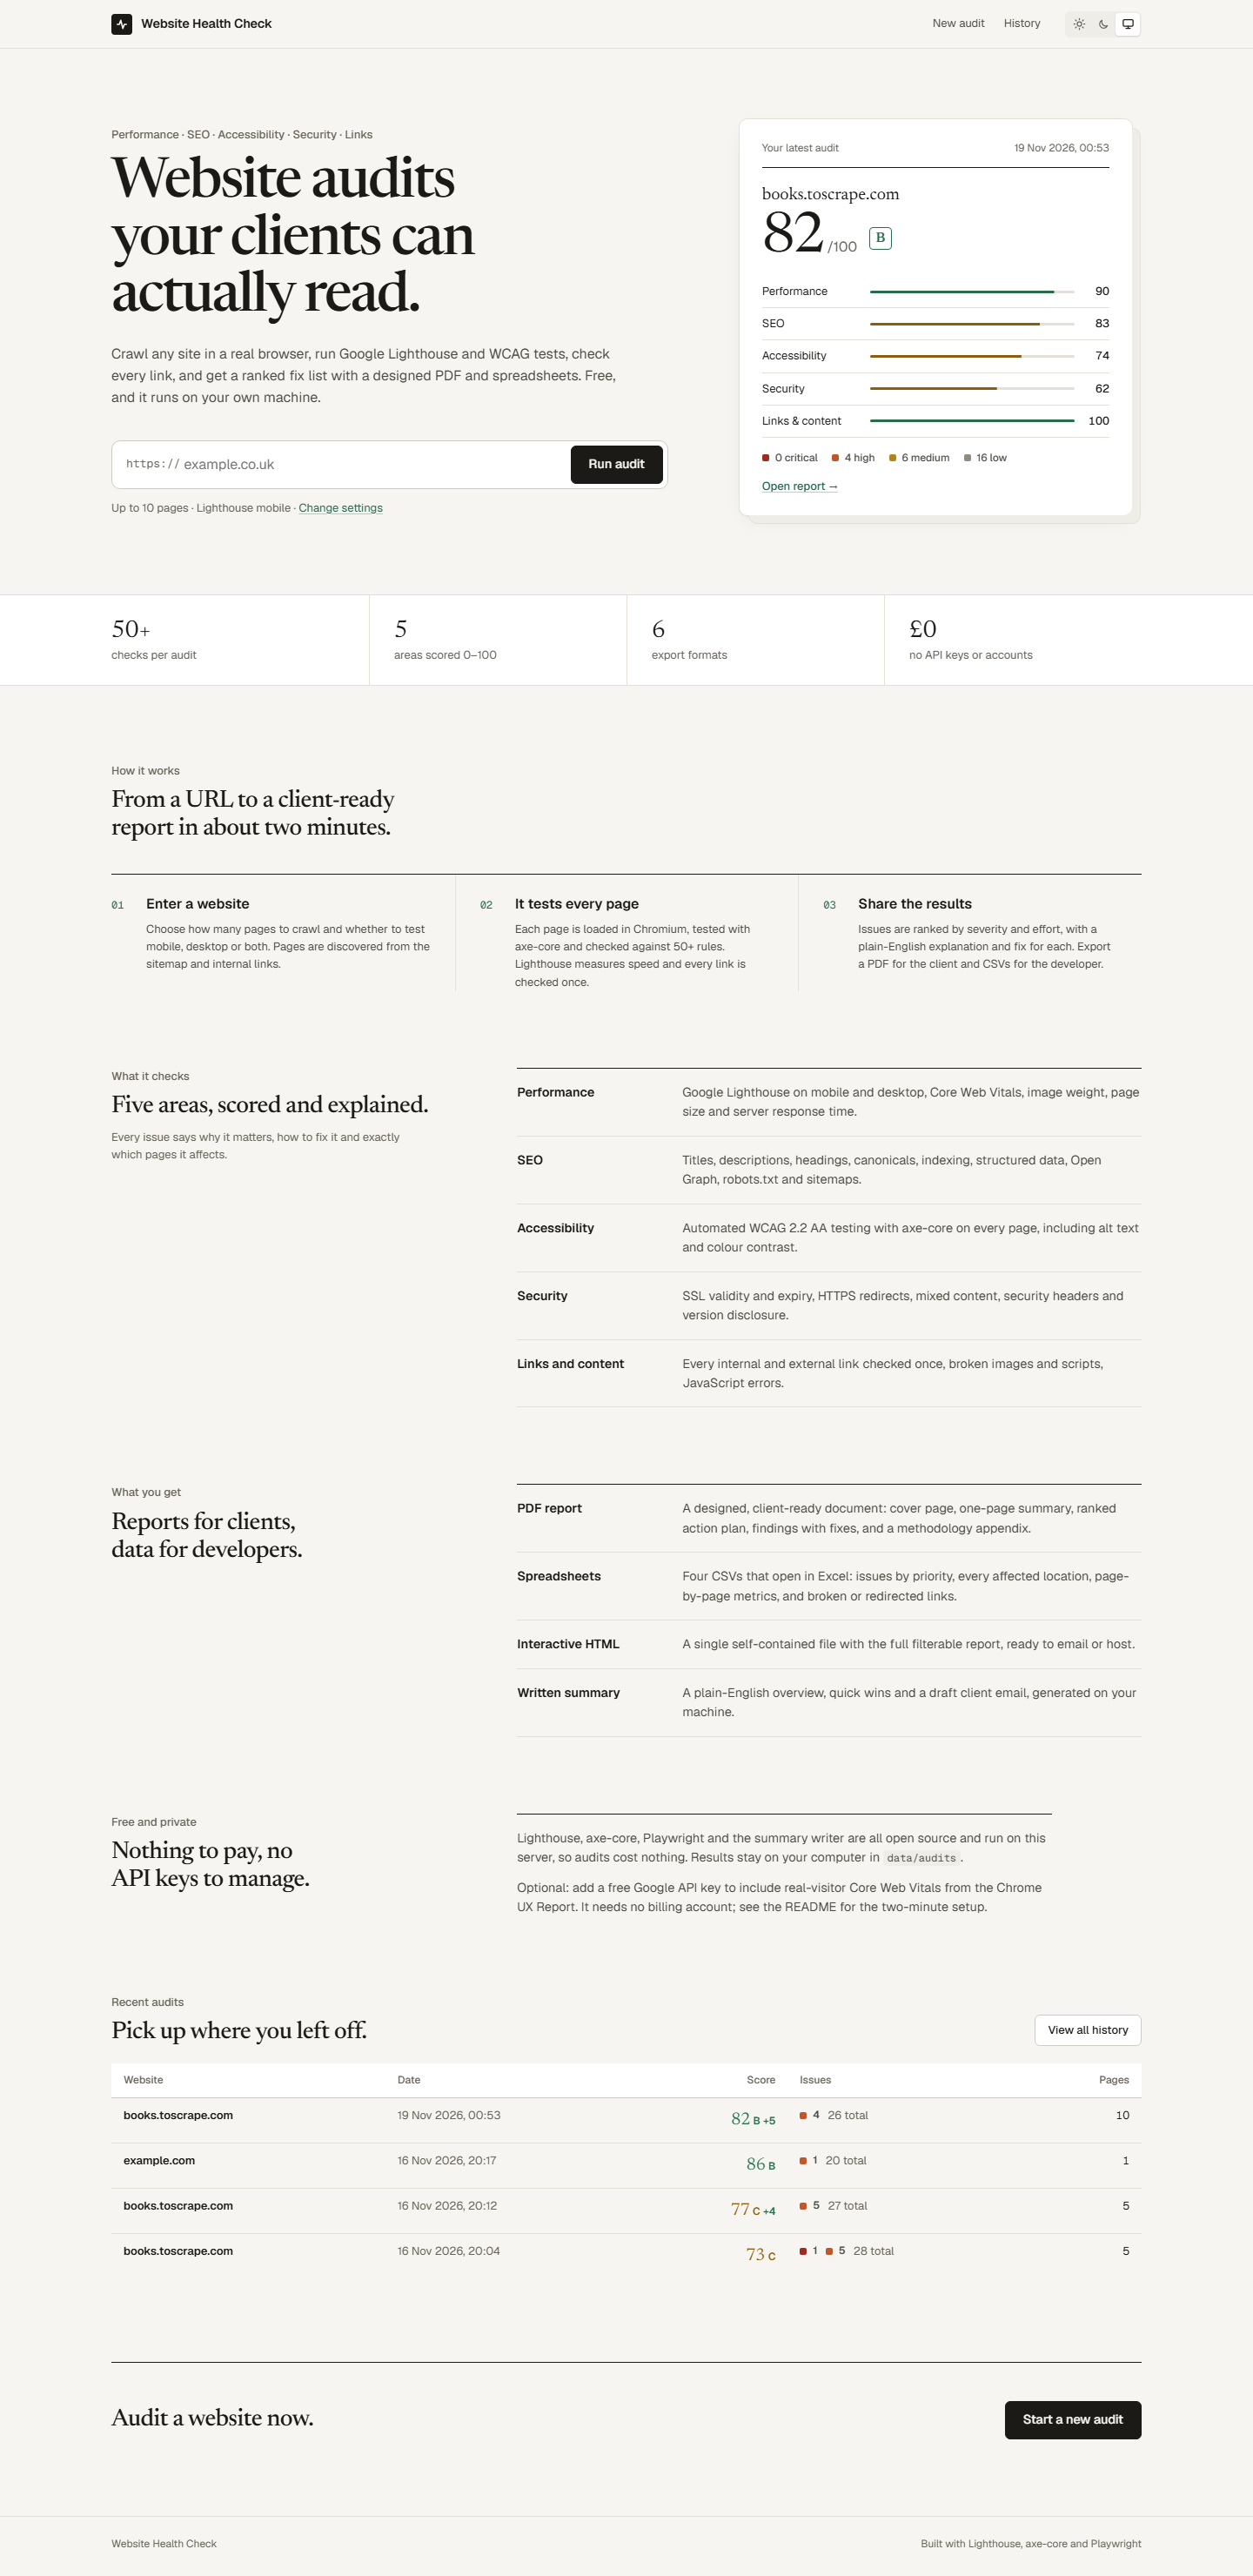 Website Health Check
New audit
History
Performance · SEO · Accessibility · Security · Links
Website audits
your clients can
actually read.
Crawl any site in a real browser, run Google Lighthouse and WCAG tests, check
every link, and get a ranked fix list with a designed PDF and spreadsheets. Free,
and it runs on your own machine.
https:// example.co.uk
Run audit
Up to 10 pages · Lighthouse mobile · Change settings
Your latest audit
19 Nov 2026, 00:53
books.toscrape.com
82 /100 B
Performance 90
SEO 83
Accessibility 74
Security 62
Links & content 100
0 critical 4 high 6 medium 16 low
Open report →
50+
checks per audit
5
areas scored 0–100
6
export formats
£0
no API keys or accounts
How it works
From a URL to a client-ready
report in about two minutes.
01 Enter a website
Choose how many pages to crawl and whether to test
mobile, desktop or both. Pages are discovered from the
sitemap and internal links.
02 It tests every page
Each page is loaded in Chromium, tested with
axe-core and checked against 50+ rules.
Lighthouse measures speed and every link is
checked once.
03 Share the results
Issues are ranked by severity and effort, with a
plain-English explanation and fix for each. Export
a PDF for the client and CSVs for the developer.
What it checks
Five areas, scored and explained.
Every issue says why it matters, how to fix it and exactly
which pages it affects.
Performance
Google Lighthouse on mobile and desktop, Core Web Vitals, image weight, page
size and server response time.
SEO
Titles, descriptions, headings, canonicals, indexing, structured data, Open
Graph, robots.txt and sitemaps.
Accessibility
Automated WCAG 2.2 AA testing with axe-core on every page, including alt text
and colour contrast.
Security
SSL validity and expiry, HTTPS redirects, mixed content, security headers and
version disclosure.
Links and content
Every internal and external link checked once, broken images and scripts,
JavaScript errors.
What you get
Reports for clients,
data for developers.
PDF report
A designed, client-ready document: cover page, one-page summary, ranked
action plan, findings with fixes, and a methodology appendix.
Spreadsheets
Four CSVs that open in Excel: issues by priority, every affected location, page-
by-page metrics, and broken or redirected links.
Interactive HTML
A single self-contained file with the full filterable report, ready to email or host.
Written summary
A plain-English overview, quick wins and a draft client email, generated on your
machine.
Free and private
Nothing to pay, no
API keys to manage.
Lighthouse, axe-core, Playwright and the summary writer are all open source and run on this
server, so audits cost nothing. Results stay on your computer in data/audits.
Optional: add a free Google API key to include real-visitor Core Web Vitals from the Chrome
UX Report. It needs no billing account; see the README for the two-minute setup.
Recent audits
Pick up where you left off.
View all history
Website Date Score Issues Pages
books.toscrape.com 19 Nov 2026, 00:53 82 B +5 4 26 total 10
example.com 16 Nov 2026, 20:17 86 B 1 20 total 1
books.toscrape.com 16 Nov 2026, 20:12 77 C +4 5 27 total 5
books.toscrape.com 16 Nov 2026, 20:04 73 C 1 5 28 total 5
Audit a website now.
Start a new audit
Website Health Check
Built with Lighthouse, axe-core and Playwright